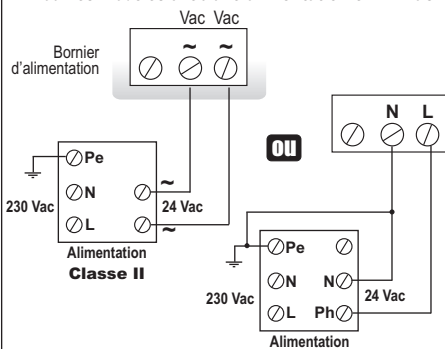 Vac Vac
Bornier
d'alimentation
~ ~
Pe
N
L
230 Vac
~
24 Vac
~
Alimentation
Classe II
ou
N L
Pe
N N
L Ph
230 Vac
24 Vac
Alimentation